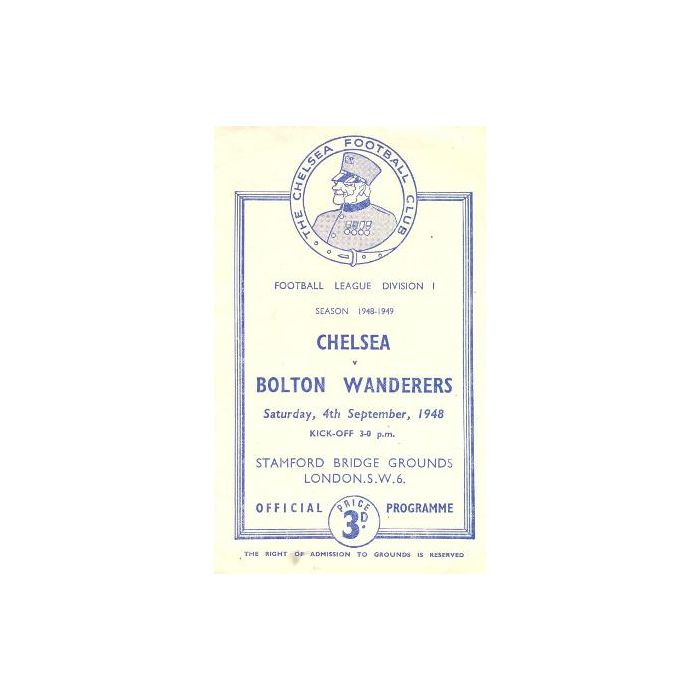 THE CHELSEA FOOTBALL CLUB
FOOTBALL LEAGUE DIVISION I
SEASON 1948-1949
CHELSEA
v
BOLTON WANDERERS
Saturday, 4th September, 1948
KICK-OFF 3-0 p.m.
STAMFORD BRIDGE GROUNDS
LONDON.S.W.6.
OFFICIAL PROGRAMME
PRICE
3D.
THE RIGHT OF ADMISSION TO GROUNDS IS RESERVED